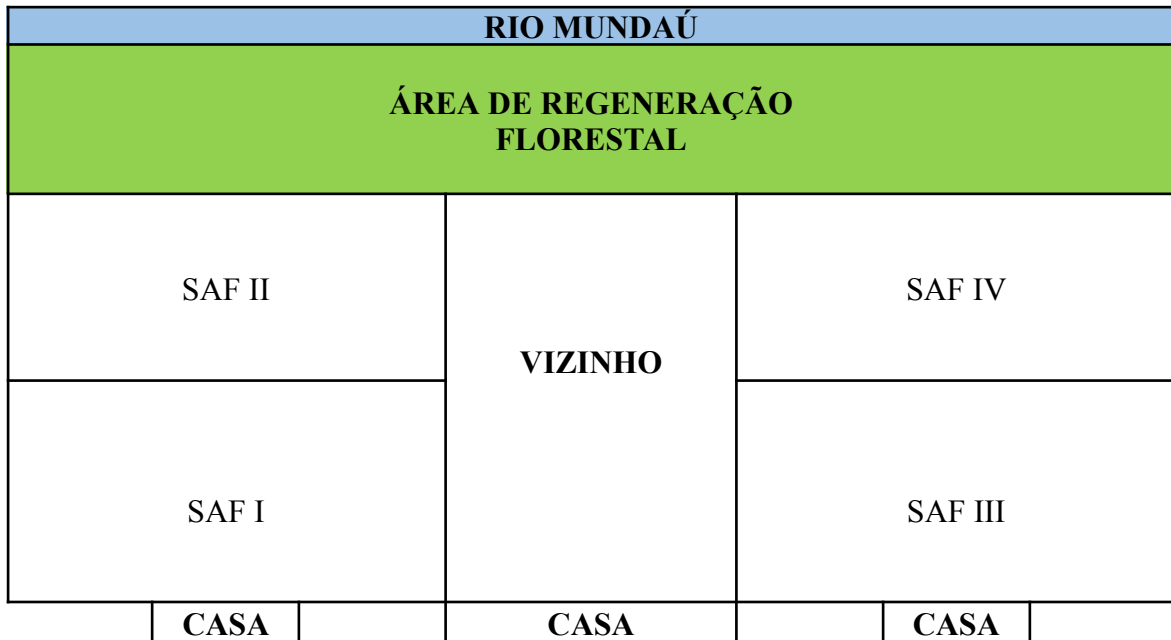 RIO MUNDAÚ
ÁREA DE REGENERAÇÃO
FLORESTAL
SAF II
SAF IV
VIZINHO
SAF I
SAF III
CASA
CASA
CASA